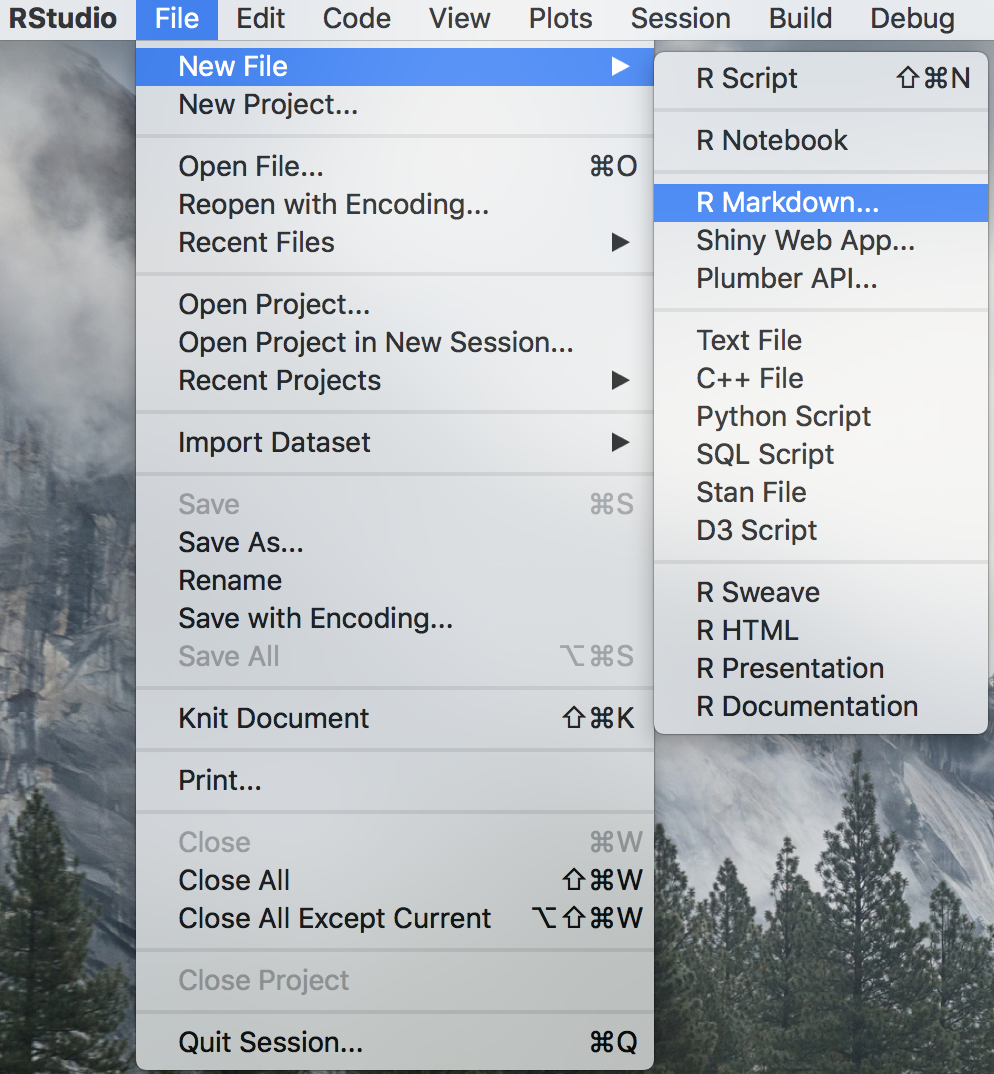 RStudio File Edit Code View Plots Session Build Debug
New File ▶
New Project...
Open File... ⌘O
Reopen with Encoding...
Recent Files ▶
Open Project...
Open Project in New Session...
Recent Projects ▶
Import Dataset ▶
Save ⌘S
Save As...
Rename
Save with Encoding...
Save All ⌥⌘S
Knit Document ⇧⌘K
Print...
Close ⌘W
Close All ⇧⌘W
Close All Except Current ⌥⇧⌘W
Close Project
Quit Session... ⌘Q
R Script ⇧⌘N
R Notebook
R Markdown...
Shiny Web App...
Plumber API...
Text File
C++ File
Python Script
SQL Script
Stan File
D3 Script
R Sweave
R HTML
R Presentation
R Documentation